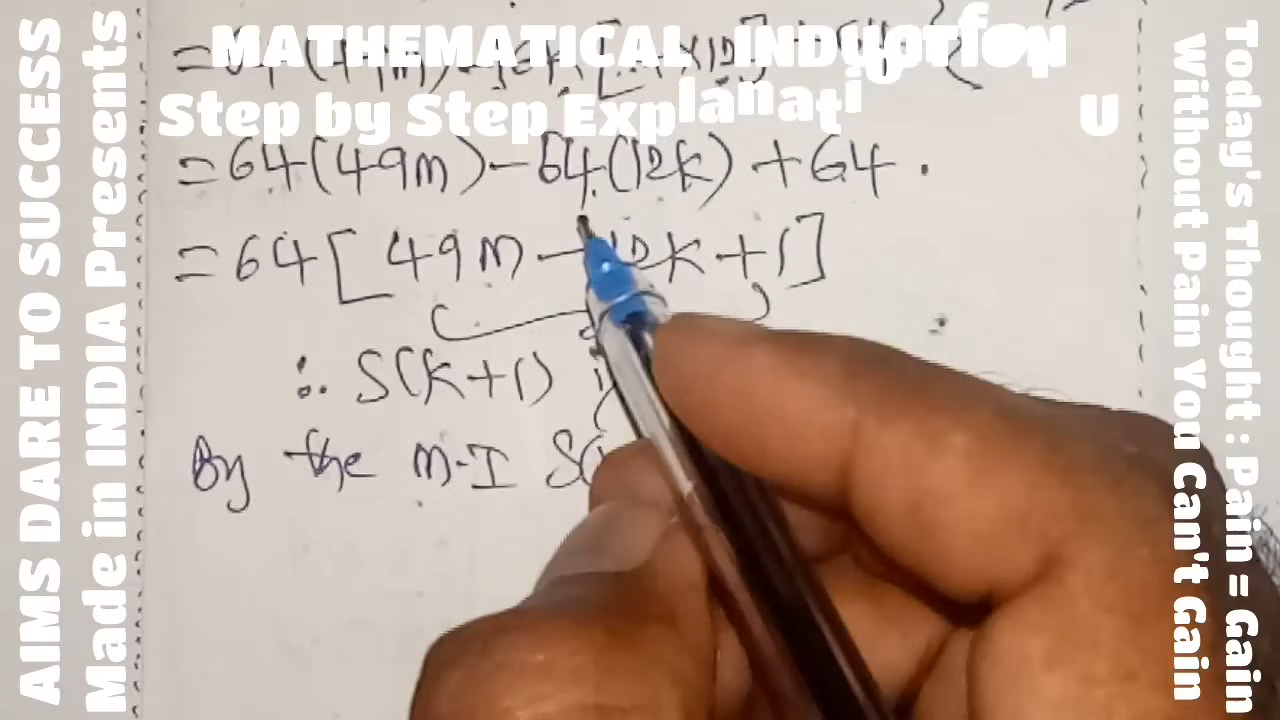 AIMS DARE TO SUCCESS
Made in INDIA Presents
MATHEMATICAL INDUCTION
Step by Step Explanati
U
= 64(49m) - 64(12k) + 64 .
= 64[49m - 12k + 1]
∴ S(k+1)
By the M.I S(
Today's Thought : Pain = Gain
Without Pain You Can't Gain